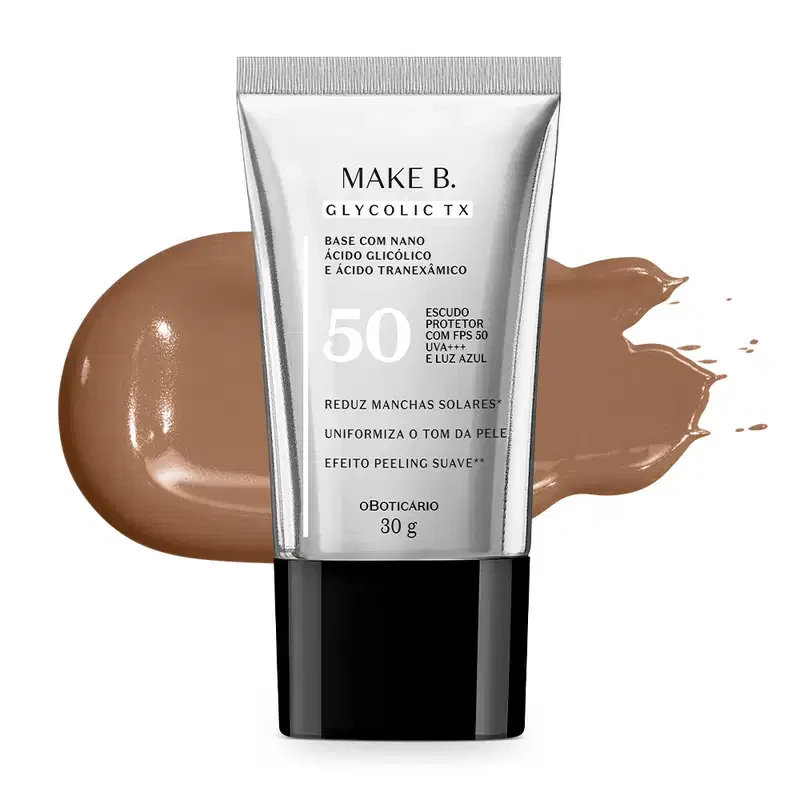 MAKE B.
GLYCOLIC TX
BASE COM NANO
ÁCIDO GLICÓLICO
E ÁCIDO TRANEXÂMICO
50
ESCUDO
PROTETOR
COM FPS 50
UVA+++
E LUZ AZUL
REDUZ MANCHAS SOLARES*
UNIFORMIZA O TOM DA PELE
EFEITO PEELING SUAVE**
oBOTICÁRIO
30 g